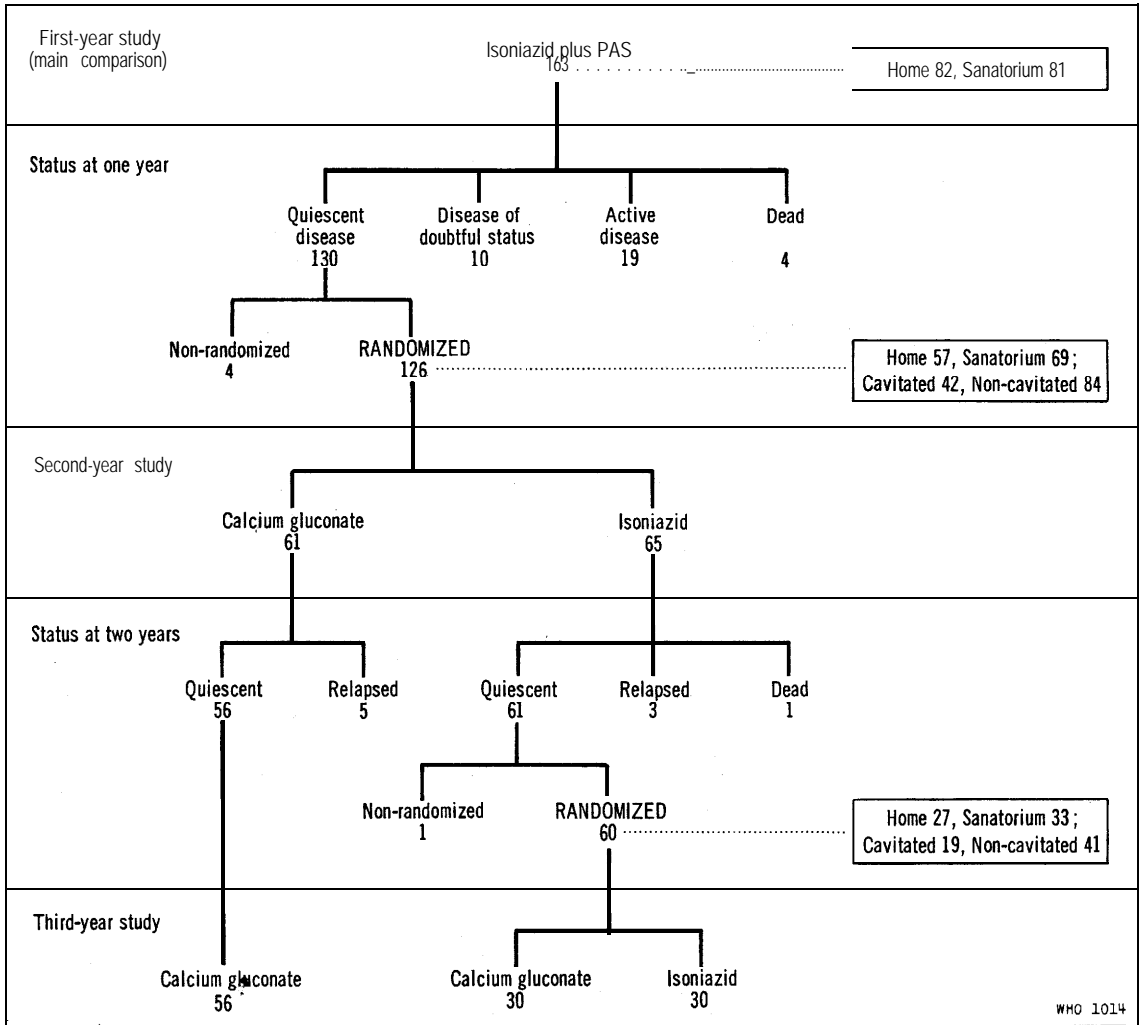 First-year study
(main comparison)
Isoniazid plus PAS
163
Home 82, Sanatorium 81
Status at one year
Quiescent disease 130
Disease of doubtful status 10
Active disease 19
Dead 4
Non-randomized 4
RANDOMIZED 126
Home 57, Sanatorium 69;
Cavitated 42, Non-cavitated 84
Second-year study
Calcium gluconate 61
Isoniazid 65
Status at two years
Quiescent 56
Relapsed 5
Quiescent 61
Relapsed 3
Dead 1
Non-randomized 1
RANDOMIZED 60
Home 27, Sanatorium 33;
Cavitated 19, Non-cavitated 41
Third-year study
Calcium gluconate 56
Calcium gluconate 30
Isoniazid 30
WHO 1014